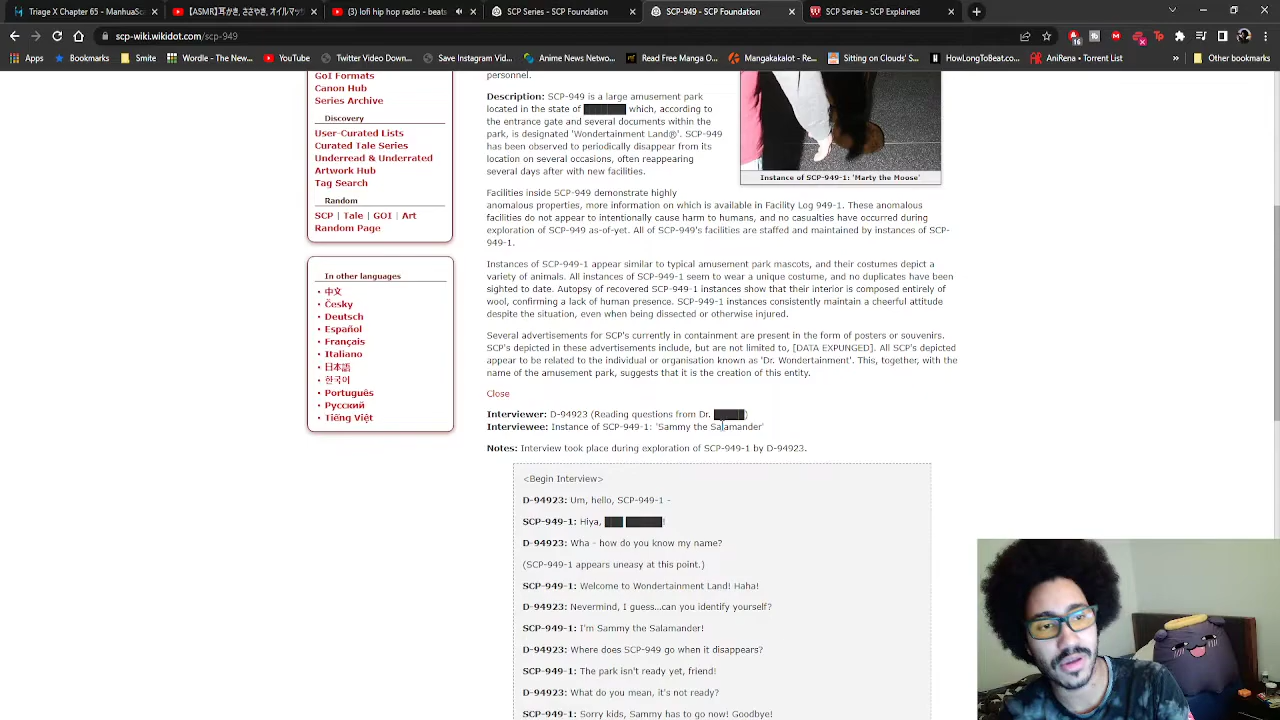 Triage X Chapter 65 - ManhuaSc
【ASMR】耳かき、ささやき、オイルマッ
(3) lofi hip hop radio - beat
SCP Series - SCP Foundation
SCP-949 - SCP Foundation
SCP Series - SCP Explained
scp-wiki.wikidot.com/scp-949
16
Apps
Bookmarks
Smite
Wordle - The New...
YouTube
Twitter Video Down...
Save Instagram Vid...
Anime News Networ...
Read Free Manga O...
Mangakakalot - Re...
Sitting on Clouds' S...
HowLongToBeat.co...
AniRena • Torrent List
»
Other bookmarks
GoI Formats
Canon Hub
Series Archive
Discovery
User-Curated Lists
Curated Tale Series
Underread & Underrated
Artwork Hub
Tag Search
Random
SCP | Tale | GOI | Art
Random Page
In other languages
中文
Česky
Deutsch
Español
Français
Italiano
日本語
한국어
Português
Русский
Tiếng Việt
personnel.
Description: SCP-949 is a large amusement park
located in the state of ██████ which, according to
the entrance gate and several documents within the
park, is designated 'Wondertainment Land®'. SCP-949
has been observed to periodically disappear from its
location on several occasions, often reappearing
several days after with new facilities.
Instance of SCP-949-1: 'Marty the Moose'
Facilities inside SCP-949 demonstrate highly
anomalous properties, more information on which is available in Facility Log 949-1. These anomalous
facilities do not appear to intentionally cause harm to humans, and no casualties have occurred during
exploration of SCP-949 as-of-yet. All of SCP-949's facilities are staffed and maintained by instances of SCP-
949-1.
Instances of SCP-949-1 appear similar to typical amusement park mascots, and their costumes depict a
variety of animals. All instances of SCP-949-1 seem to wear a unique costume, and no duplicates have been
sighted to date. Autopsy of recovered SCP-949-1 instances show that their interior is composed entirely of
wool, confirming a lack of human presence. SCP-949-1 instances consistently maintain a cheerful attitude
despite the situation, even when being dissected or otherwise injured.
Several advertisements for SCP's currently in containment are present in the form of posters or souvenirs.
SCP's depicted in these advertisements include, but are not limited to, [DATA EXPUNGED]. All SCP's depicted
appear to be related to the individual or organisation known as 'Dr. Wondertainment'. This, together, with the
name of the amusement park, suggests that it is the creation of this entity.
Close
Interviewer: D-94923 (Reading questions from Dr. ████)
Interviewee: Instance of SCP-949-1: 'Sammy the Salamander'
Notes: Interview took place during exploration of SCP-949-1 by D-94923.
<Begin Interview>
D-94923: Um, hello, SCP-949-1 -
SCP-949-1: Hiya, ███ █████!
D-94923: Wha - how do you know my name?
(SCP-949-1 appears uneasy at this point.)
SCP-949-1: Welcome to Wondertainment Land! Haha!
D-94923: Nevermind, I guess...can you identify yourself?
SCP-949-1: I'm Sammy the Salamander!
D-94923: Where does SCP-949 go when it disappears?
SCP-949-1: The park isn't ready yet, friend!
D-94923: What do you mean, it's not ready?
SCP-949-1: Sorry kids, Sammy has to go now! Goodbye!